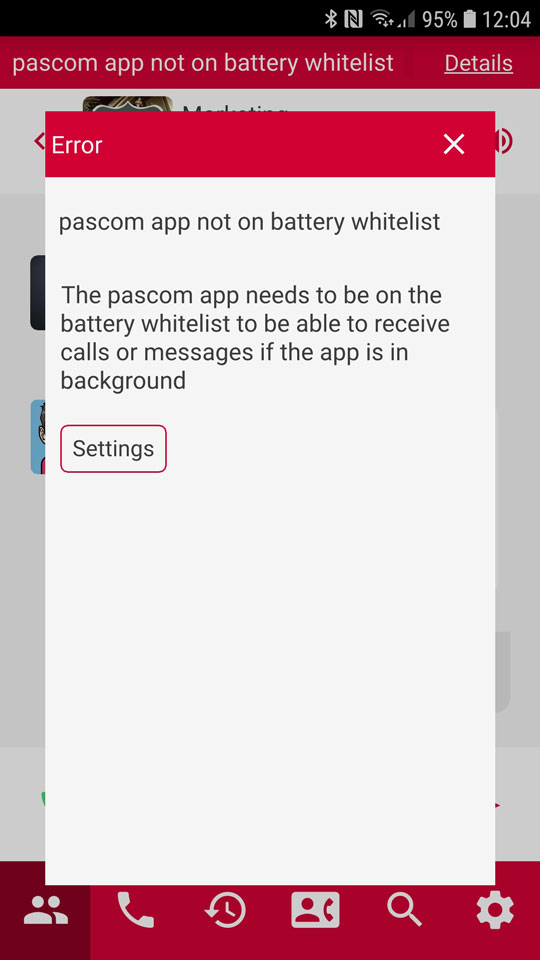 95% 12:04
pascom app not on battery whitelist Details
Marketing
Error
pascom app not on battery whitelist
The pascom app needs to be on the
battery whitelist to be able to receive
calls or messages if the app is in
background
Settings